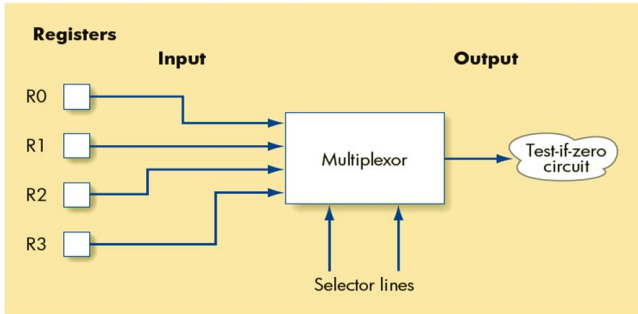 Registers
Input
Output
R0
R1
R2
R3
Multiplexor
Test-if-zero
circuit
Selector lines